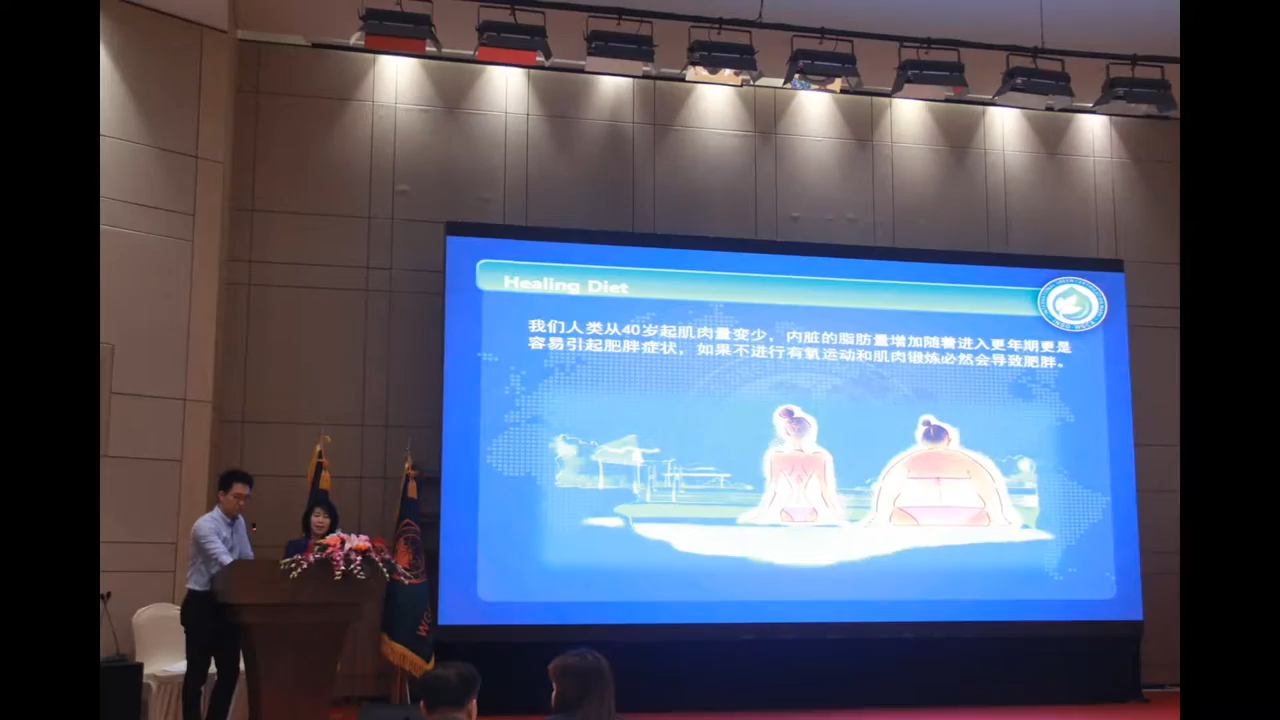 Healing Diet
我们人类从40岁起肌肉量变少，内脏的脂肪量增加随着进入更年期更是
容易引起肥胖症状，如果不进行有氧运动和肌肉锻炼必然会导致肥胖。